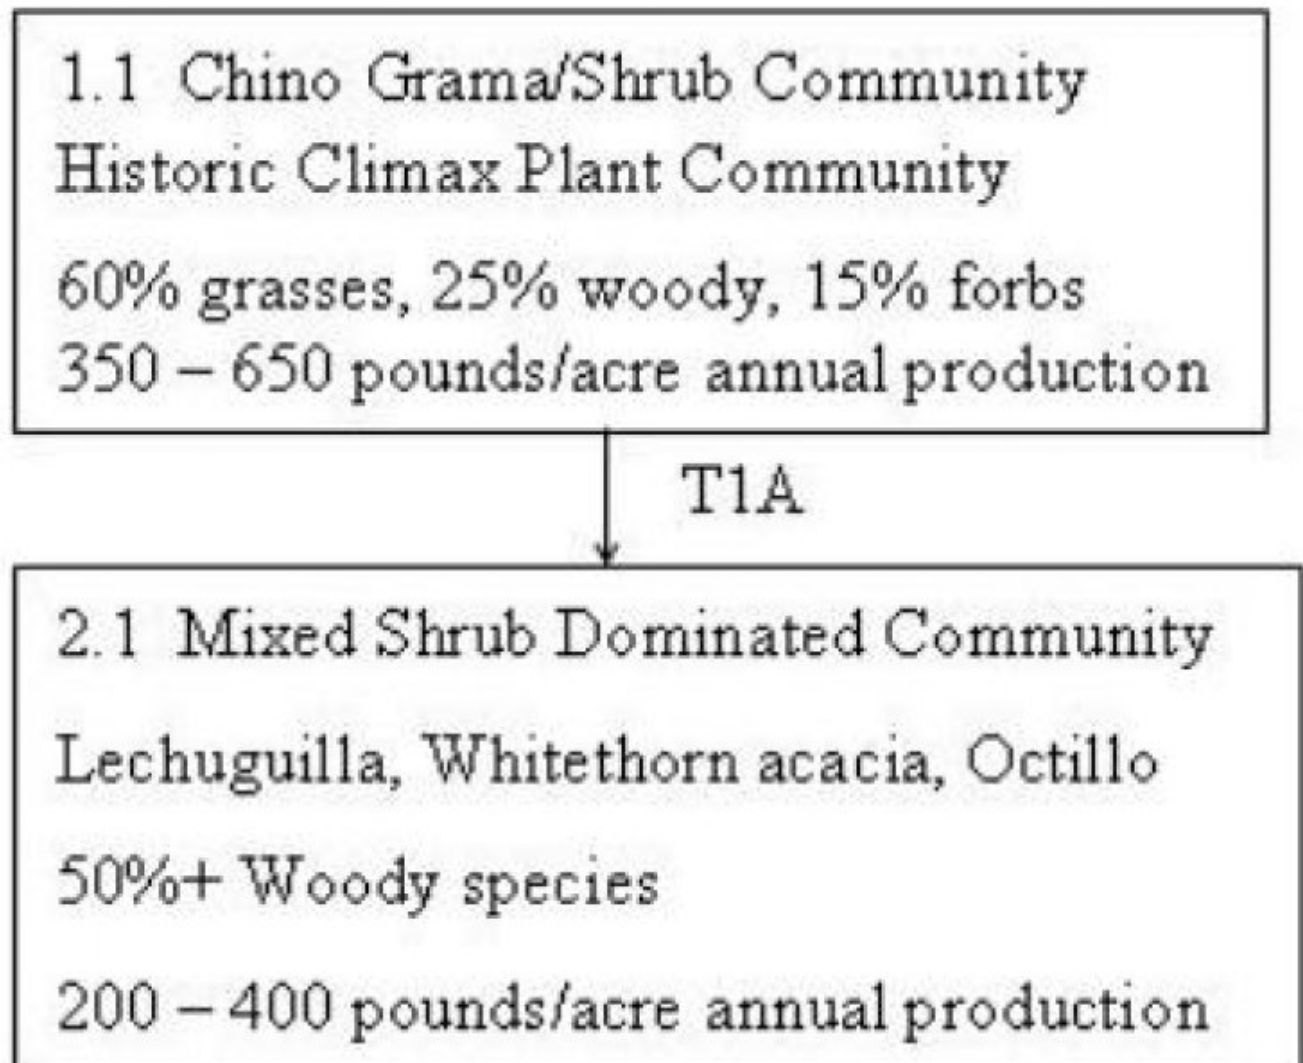 1.1 Chino Grama/Shrub Community
Historic Climax Plant Community
60% grasses, 25% woody, 15% forbs
350 – 650 pounds/acre annual production
T1A
2.1 Mixed Shrub Dominated Community
Lechuguilla, Whitethorn acacia, Octillo
50%+ Woody species
200 – 400 pounds/acre annual production